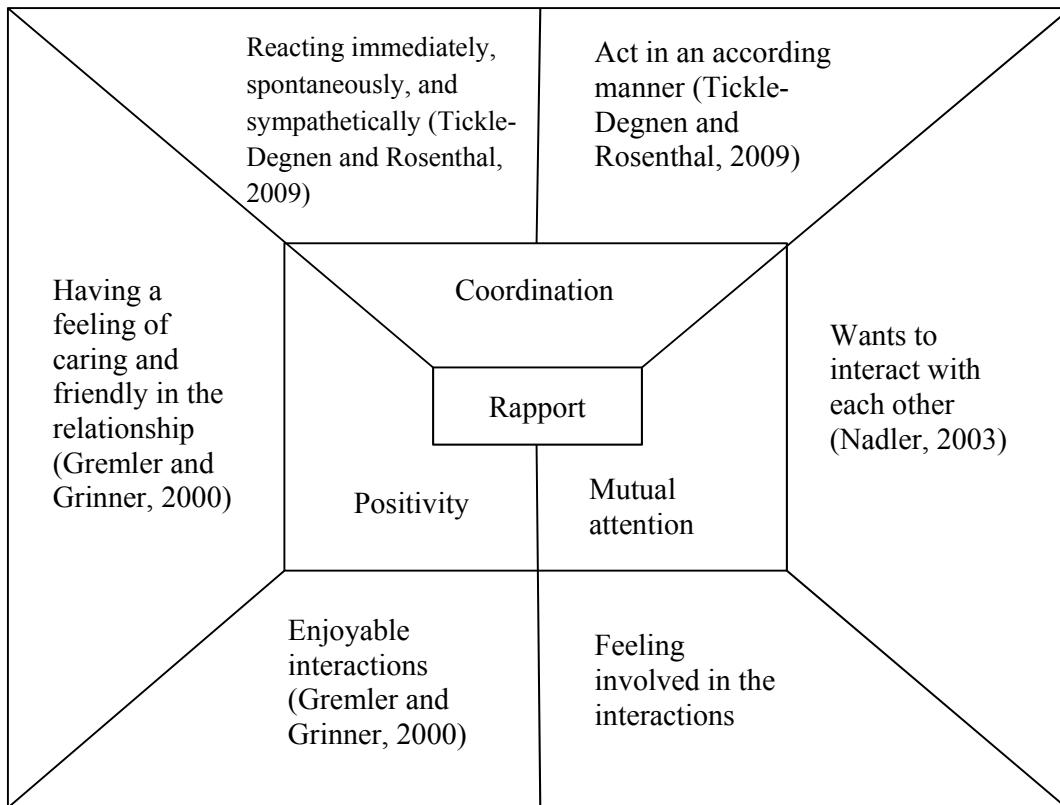 Reacting immediately,
spontaneously, and
sympathetically (Tickle-
Degnen and Rosenthal,
2009)
Act in an according
manner (Tickle-
Degnen and
Rosenthal, 2009)
Having a
feeling of
caring and
friendly in the
relationship
(Gremler and
Grinner, 2000)
Coordination
Rapport
Positivity
Mutual
attention
Wants to
interact with
each other
(Nadler, 2003)
Enjoyable
interactions
(Gremler and
Grinner, 2000)
Feeling
involved in the
interactions